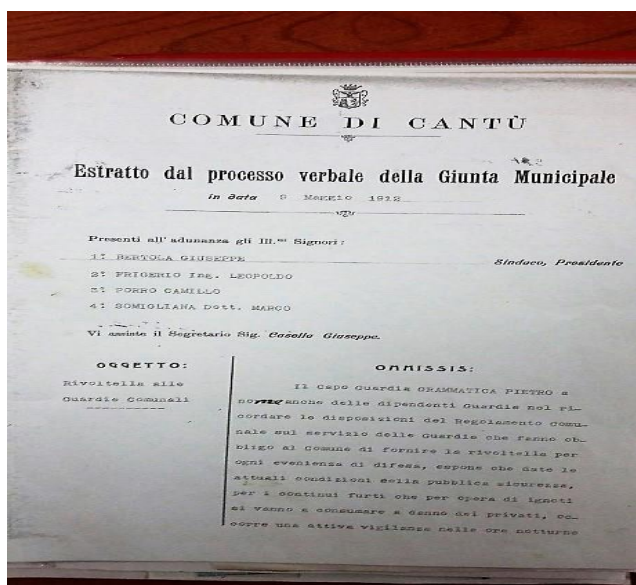 COMUNE DI CANTÙ
Estratto dal processo verbale della Giunta Municipale
in data 8 Maggio 1912
Presenti all'adunanza gli Ill.mi Signori:
1° BERTOLA GIUSEPPE Sindaco, Presidente
2° FRIGERIO Ing. LEOPOLDO
3° PORRO CAMILLO
4° SOMIGLIANA Dott. MARCO
Vi assiste il Segretario Sig. Casella Giuseppe.
OGGETTO:
Rivoltella alle
Guardie Comunali
OMMISSIS:
Il Capo Guardia GRAMMATICA PIETRO a
nome anche delle dipendenti Guardie nel ri-
cordare le disposizioni del Regolamento Comu-
nale sul servizio delle Guardie che fanno ob-
bligo al Comune di fornire la rivoltella per
ogni evenienza di difesa, espone che date le
attuali condizioni della pubblica sicurezza,
per i continui furti che per opera di ignoti
si vanno a consumare a danno dei privati, oc-
corre una attiva vigilanza nelle ore notturne